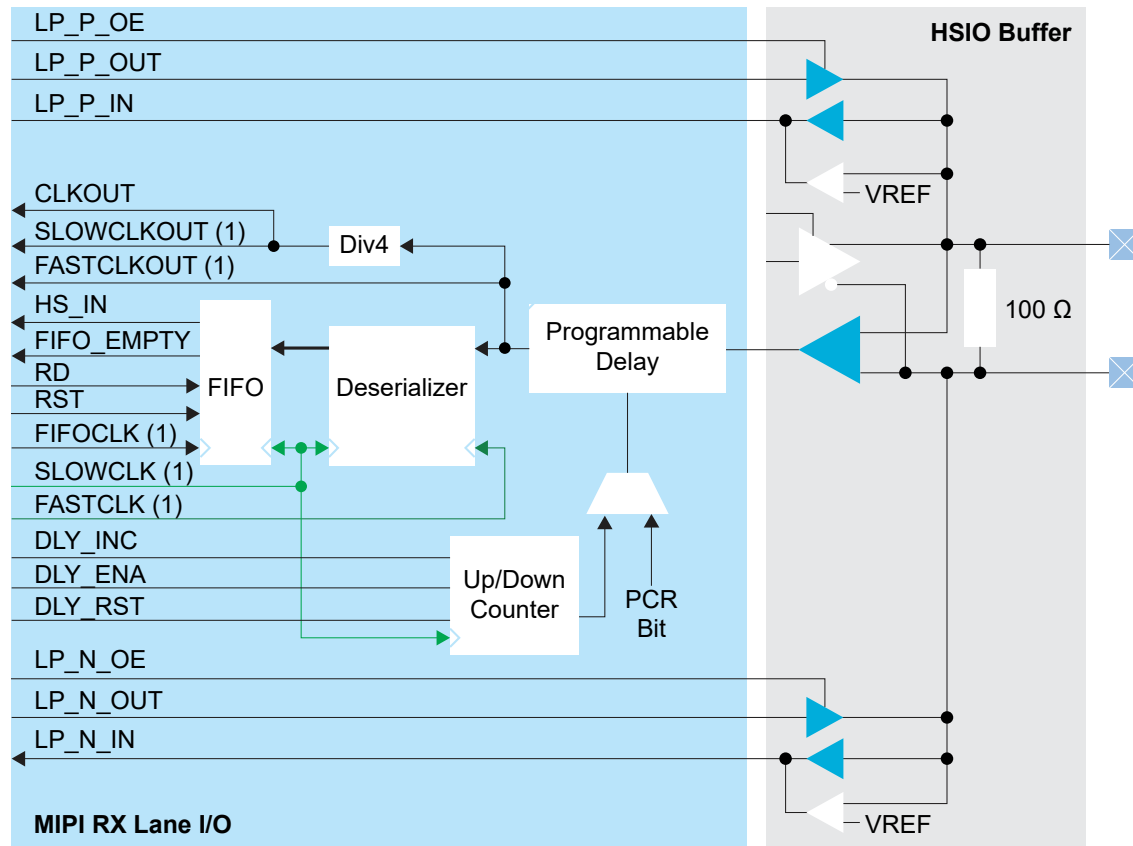 LP_P_OE
HSIO Buffer
LP_P_OUT
LP_P_IN
CLKOUT
VREF
SLOWCLKOUT (1)
Div4
FASTCLKOUT (1)
HS_IN
100 Ω
Programmable
Delay
FIFO_EMPTY
RD
FIFO
Deserializer
RST
FIFOCLK (1)
SLOWCLK (1)
FASTCLK (1)
DLY_INC
DLY_ENA
Up/Down
Counter
PCR
Bit
DLY_RST
LP_N_OE
LP_N_OUT
LP_N_IN
MIPI RX Lane I/O
VREF